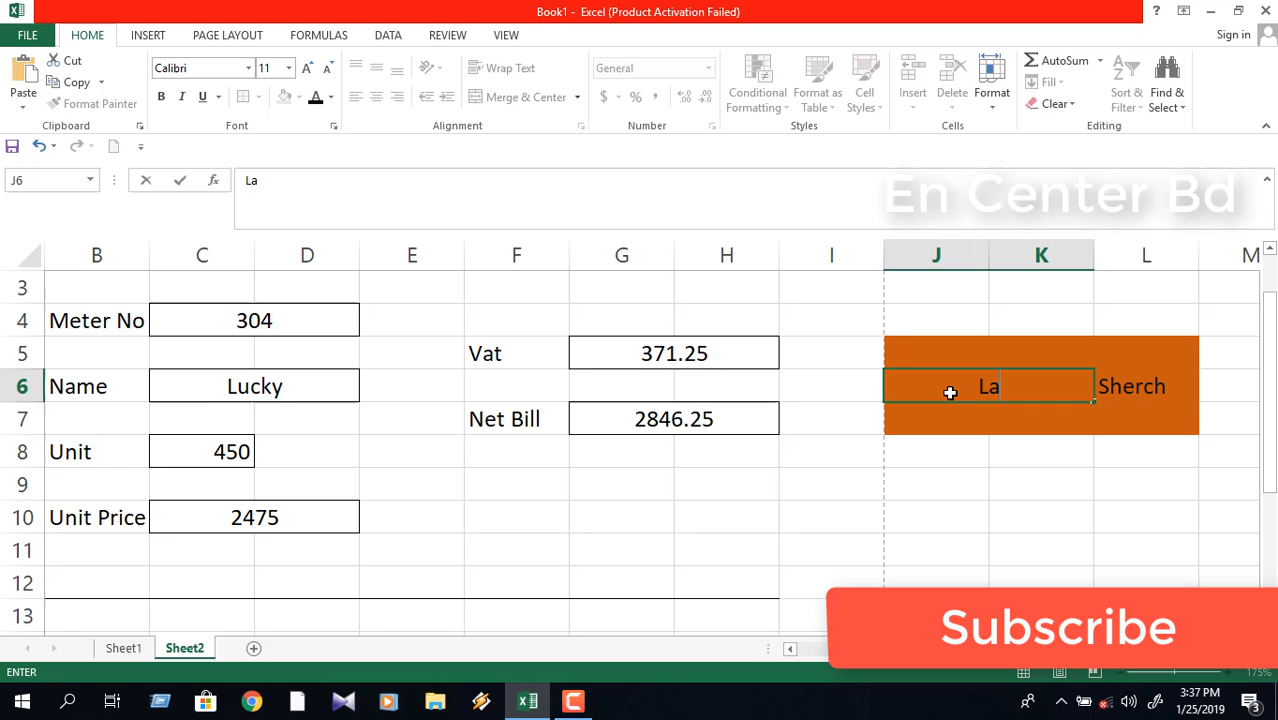 Book1 - Excel (Product Activation Failed)
?
FILE HOME INSERT PAGE LAYOUT FORMULAS DATA REVIEW VIEW Sign in
Paste
Cut
Copy
Format Painter
Clipboard
Calibri 11
B I U
Font
Wrap Text
Merge & Center
Alignment
General
$ % ,
Number
Conditional Formatting
Format as Table
Cell Styles
Styles
Insert Delete Format
Cells
AutoSum
Fill
Clear
Sort & Filter
Find & Select
Editing
J6 fx La
En Center Bd
B C D E F G H I J K L M
3
4 Meter No 304
5 Vat 371.25
6 Name Lucky La Sherch
7 Net Bill 2846.25
8 Unit 450
9
10 Unit Price 2475
11
12
13
Subscribe
Sheet1 Sheet2
ENTER 175%
3:37 PM
1/25/2019
3